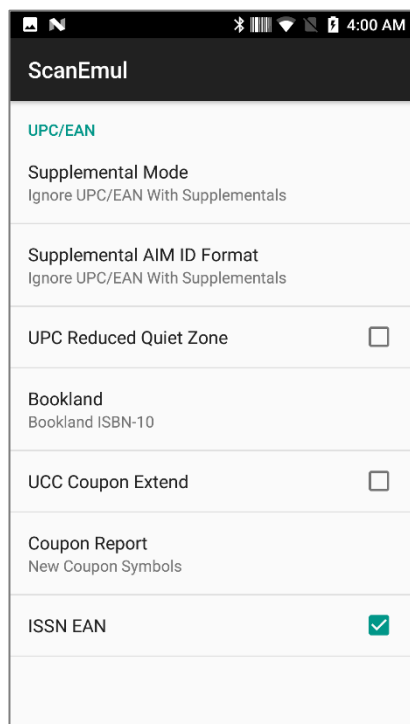 4:00 AM
ScanEmul
UPC/EAN
Supplemental Mode
Ignore UPC/EAN With Supplementals
Supplemental AIM ID Format
Ignore UPC/EAN With Supplementals
UPC Reduced Quiet Zone
Bookland
Bookland ISBN-10
UCC Coupon Extend
Coupon Report
New Coupon Symbols
ISSN EAN